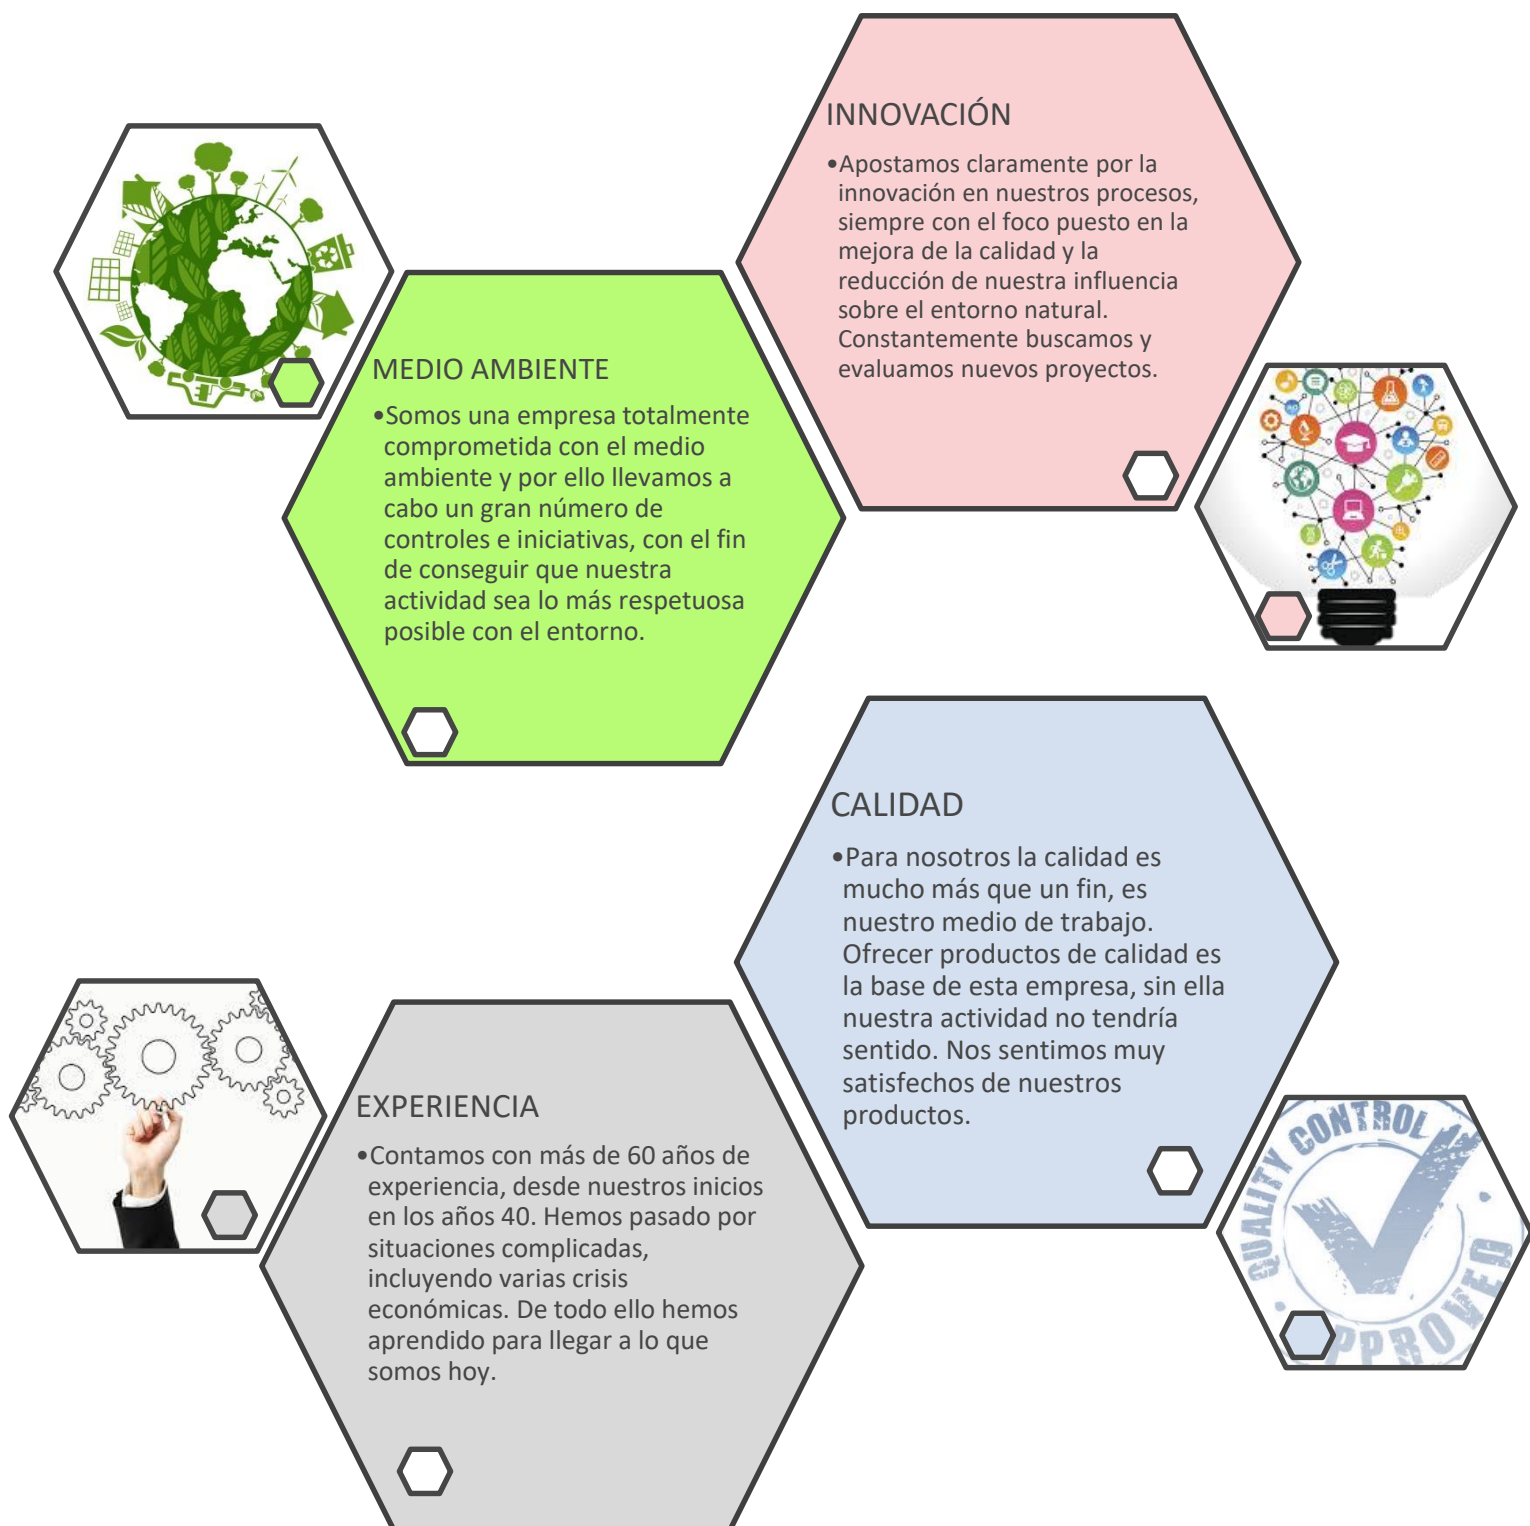 INNOVACIÓN
•Apostamos claramente por la
innovación en nuestros procesos,
siempre con el foco puesto en la
mejora de la calidad y la
reducción de nuestra influencia
sobre el entorno natural.
Constantemente buscamos y
evaluamos nuevos proyectos.
MEDIO AMBIENTE
•Somos una empresa totalmente
comprometida con el medio
ambiente y por ello llevamos a
cabo un gran número de
controles e iniciativas, con el fin
de conseguir que nuestra
actividad sea lo más respetuosa
posible con el entorno.
CALIDAD
•Para nosotros la calidad es
mucho más que un fin, es
nuestro medio de trabajo.
Ofrecer productos de calidad es
la base de esta empresa, sin ella
nuestra actividad no tendría
sentido. Nos sentimos muy
satisfechos de nuestros
productos.
EXPERIENCIA
•Contamos con más de 60 años de
experiencia, desde nuestros inicios
en los años 40. Hemos pasado por
situaciones complicadas,
incluyendo varias crisis
económicas. De todo ello hemos
aprendido para llegar a lo que
somos hoy.
QUALITY CONTROL
PPROVED